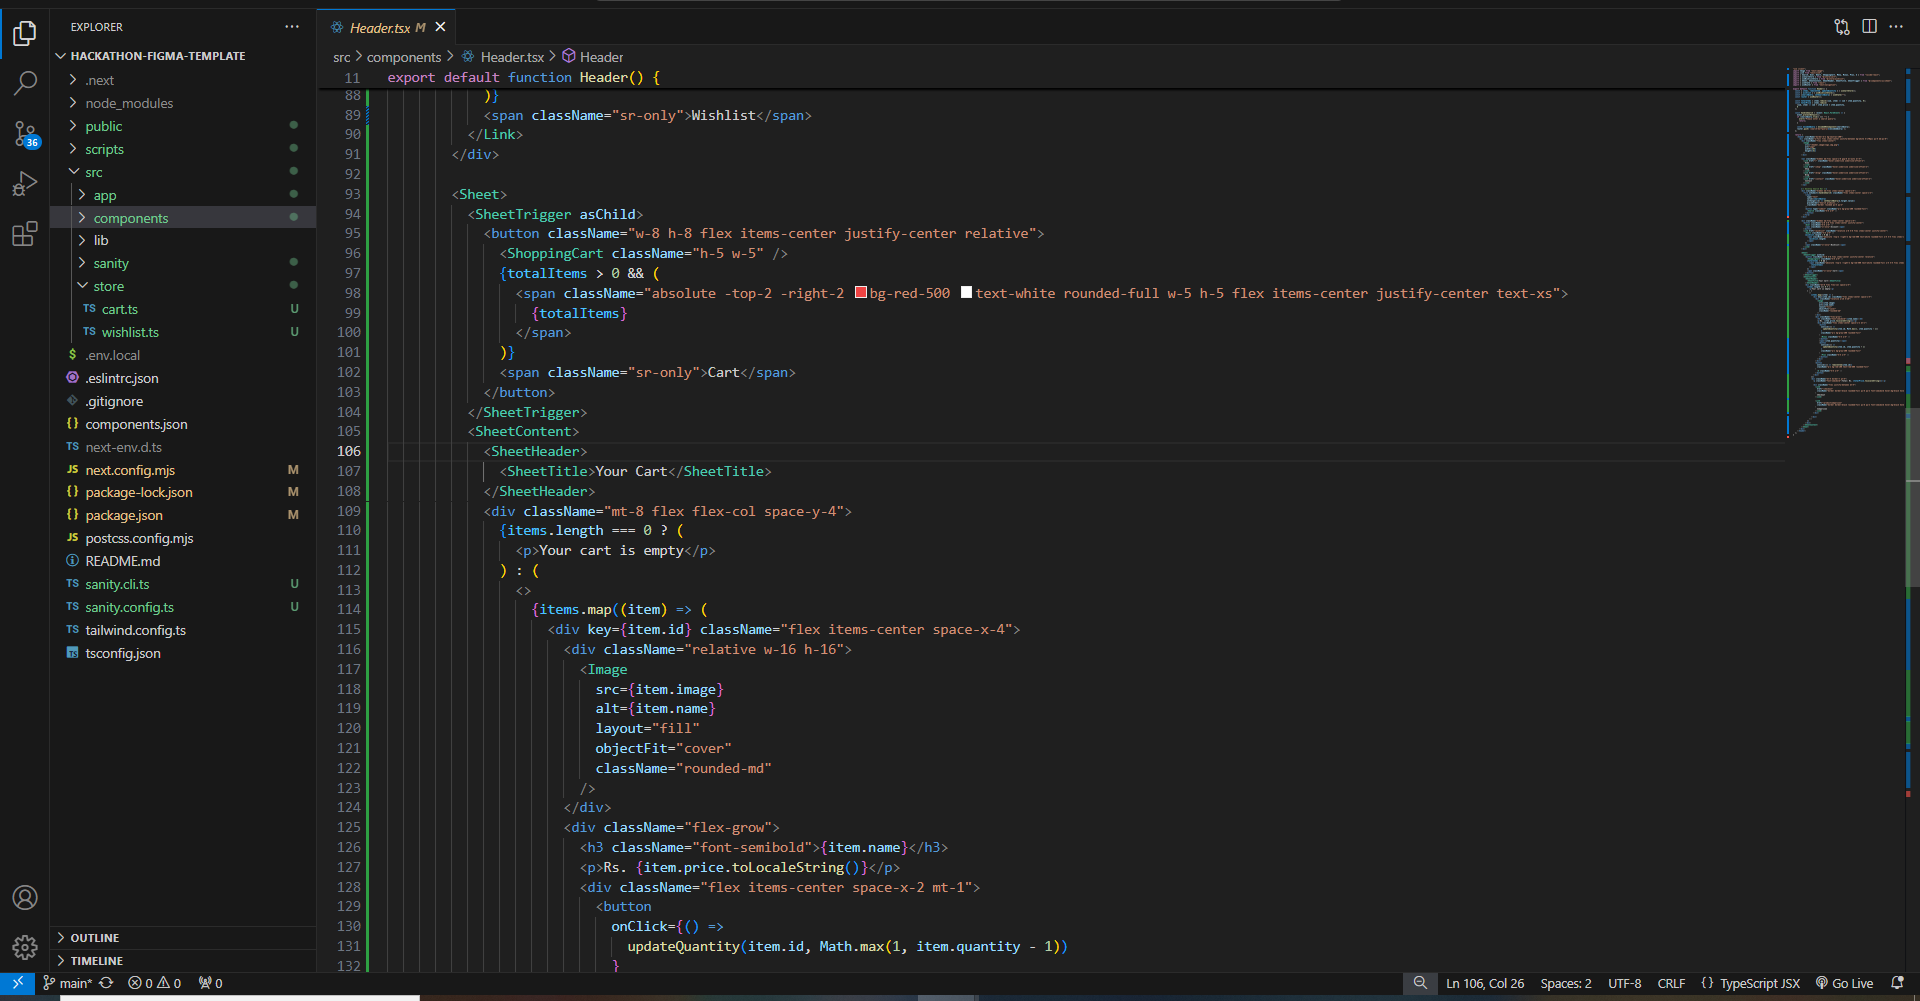 EXPLORER
HACKATHON-FIGMA-TEMPLATE
.next
node_modules
public
scripts
src
app
components
lib
sanity
store
TS cart.ts U
TS wishlist.ts U
$ .env.local
.eslintrc.json
.gitignore
{} components.json
TS next-env.d.ts
JS next.config.mjs M
{} package-lock.json M
{} package.json M
JS postcss.config.mjs
README.md
TS sanity.cli.ts U
TS sanity.config.ts U
TS tailwind.config.ts
TS tsconfig.json
OUTLINE
TIMELINE
36
Header.tsx M
src > components > Header.tsx > Header
11 export default function Header() {
88 )}
89 <span className="sr-only">Wishlist</span>
90 </Link>
91 </div>
92
93 <Sheet>
94 <SheetTrigger asChild>
95 <button className="w-8 h-8 flex items-center justify-center relative">
96 <ShoppingCart className="h-5 w-5" />
97 {totalItems > 0 && (
98 <span className="absolute -top-2 -right-2 bg-red-500 text-white rounded-full w-5 h-5 flex items-center justify-center text-xs">
99 {totalItems}
100 </span>
101 )}
102 <span className="sr-only">Cart</span>
103 </button>
104 </SheetTrigger>
105 <SheetContent>
106 <SheetHeader>
107 <SheetTitle>Your Cart</SheetTitle>
108 </SheetHeader>
109 <div className="mt-8 flex flex-col space-y-4">
110 {items.length === 0 ? (
111 <p>Your cart is empty</p>
112 ) : (
113 <>
114 {items.map((item) => (
115 <div key={item.id} className="flex items-center space-x-4">
116 <div className="relative w-16 h-16">
117 <Image
118 src={item.image}
119 alt={item.name}
120 layout="fill"
121 objectFit="cover"
122 className="rounded-md"
123 />
124 </div>
125 <div className="flex-grow">
126 <h3 className="font-semibold">{item.name}</h3>
127 <p>Rs. {item.price.toLocaleString()}</p>
128 <div className="flex items-center space-x-2 mt-1">
129 <button
130 onClick={() =>
131 updateQuantity(item.id, Math.max(1, item.quantity - 1))
132 }
main* 0 0 0 Ln 106, Col 26 Spaces: 2 UTF-8 CRLF {} TypeScript JSX Go Live